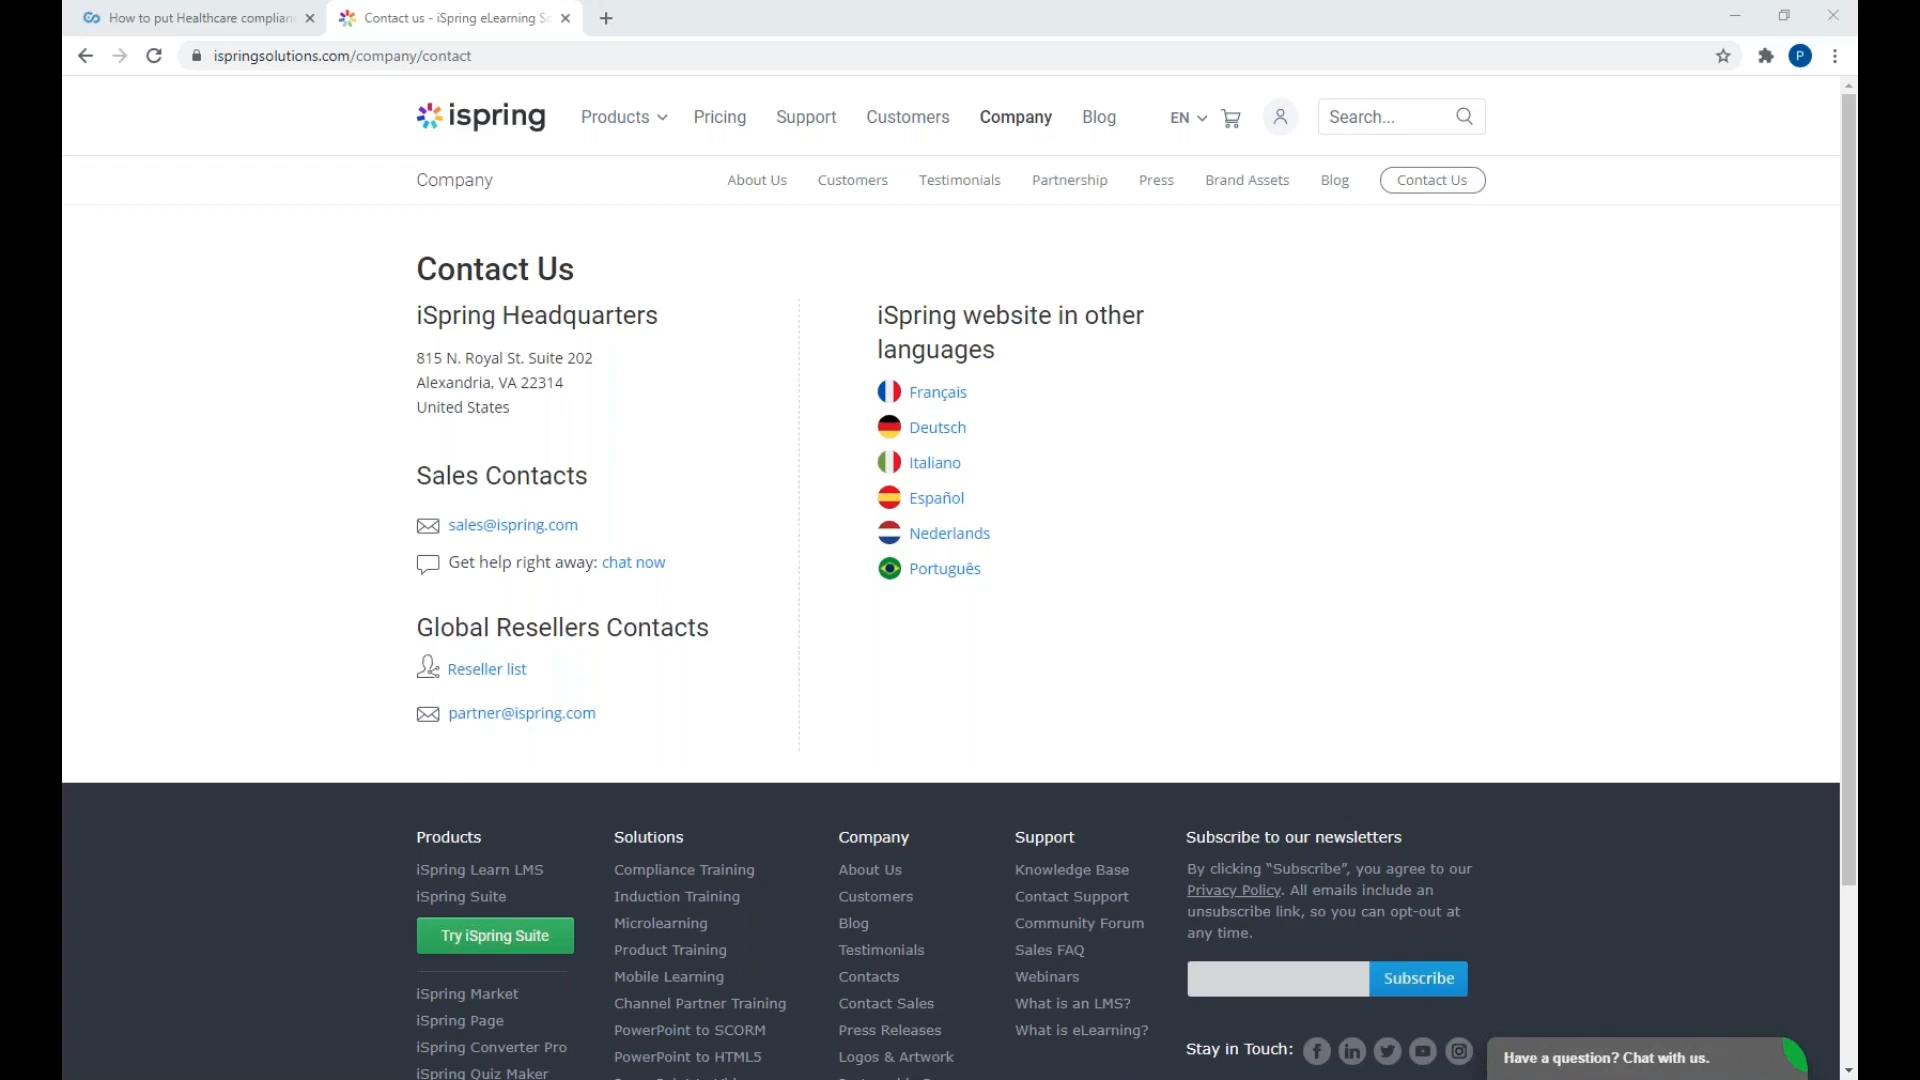 How to put Healthcare complian
Contact us - iSpring eLearning So
ispringsolutions.com/company/contact
P
ispring
Products
Pricing
Support
Customers
Company
Blog
EN
Search...
Company
About Us
Customers
Testimonials
Partnership
Press
Brand Assets
Blog
Contact Us
Contact Us
iSpring Headquarters
815 N. Royal St. Suite 202
Alexandria, VA 22314
United States
Sales Contacts
sales@ispring.com
Get help right away: chat now
Global Resellers Contacts
Reseller list
partner@ispring.com
iSpring website in other
languages
Français
Deutsch
Italiano
Español
Nederlands
Português
Products
iSpring Learn LMS
iSpring Suite
Try iSpring Suite
iSpring Market
iSpring Page
iSpring Converter Pro
iSpring Quiz Maker
Solutions
Compliance Training
Induction Training
Microlearning
Product Training
Mobile Learning
Channel Partner Training
PowerPoint to SCORM
PowerPoint to HTML5
Company
About Us
Customers
Blog
Testimonials
Contacts
Contact Sales
Press Releases
Logos & Artwork
Support
Knowledge Base
Contact Support
Community Forum
Sales FAQ
Webinars
What is an LMS?
What is eLearning?
Subscribe to our newsletters
By clicking “Subscribe”, you agree to our
Privacy Policy. All emails include an
unsubscribe link, so you can opt-out at
any time.
Subscribe
Stay in Touch:
Have a question? Chat with us.